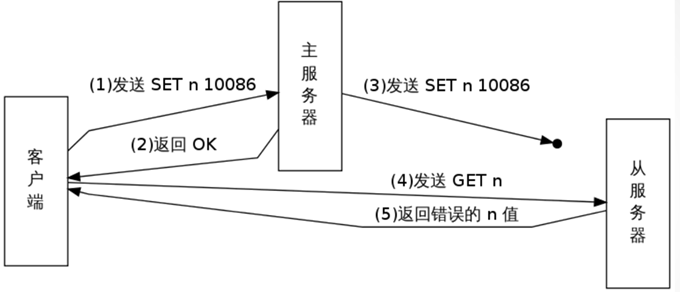 主服务器
(1)发送 SET n 10086
(3)发送 SET n 10086
(2)返回 OK
客户端
(4)发送 GET n
从服务器
(5)返回错误的 n 值